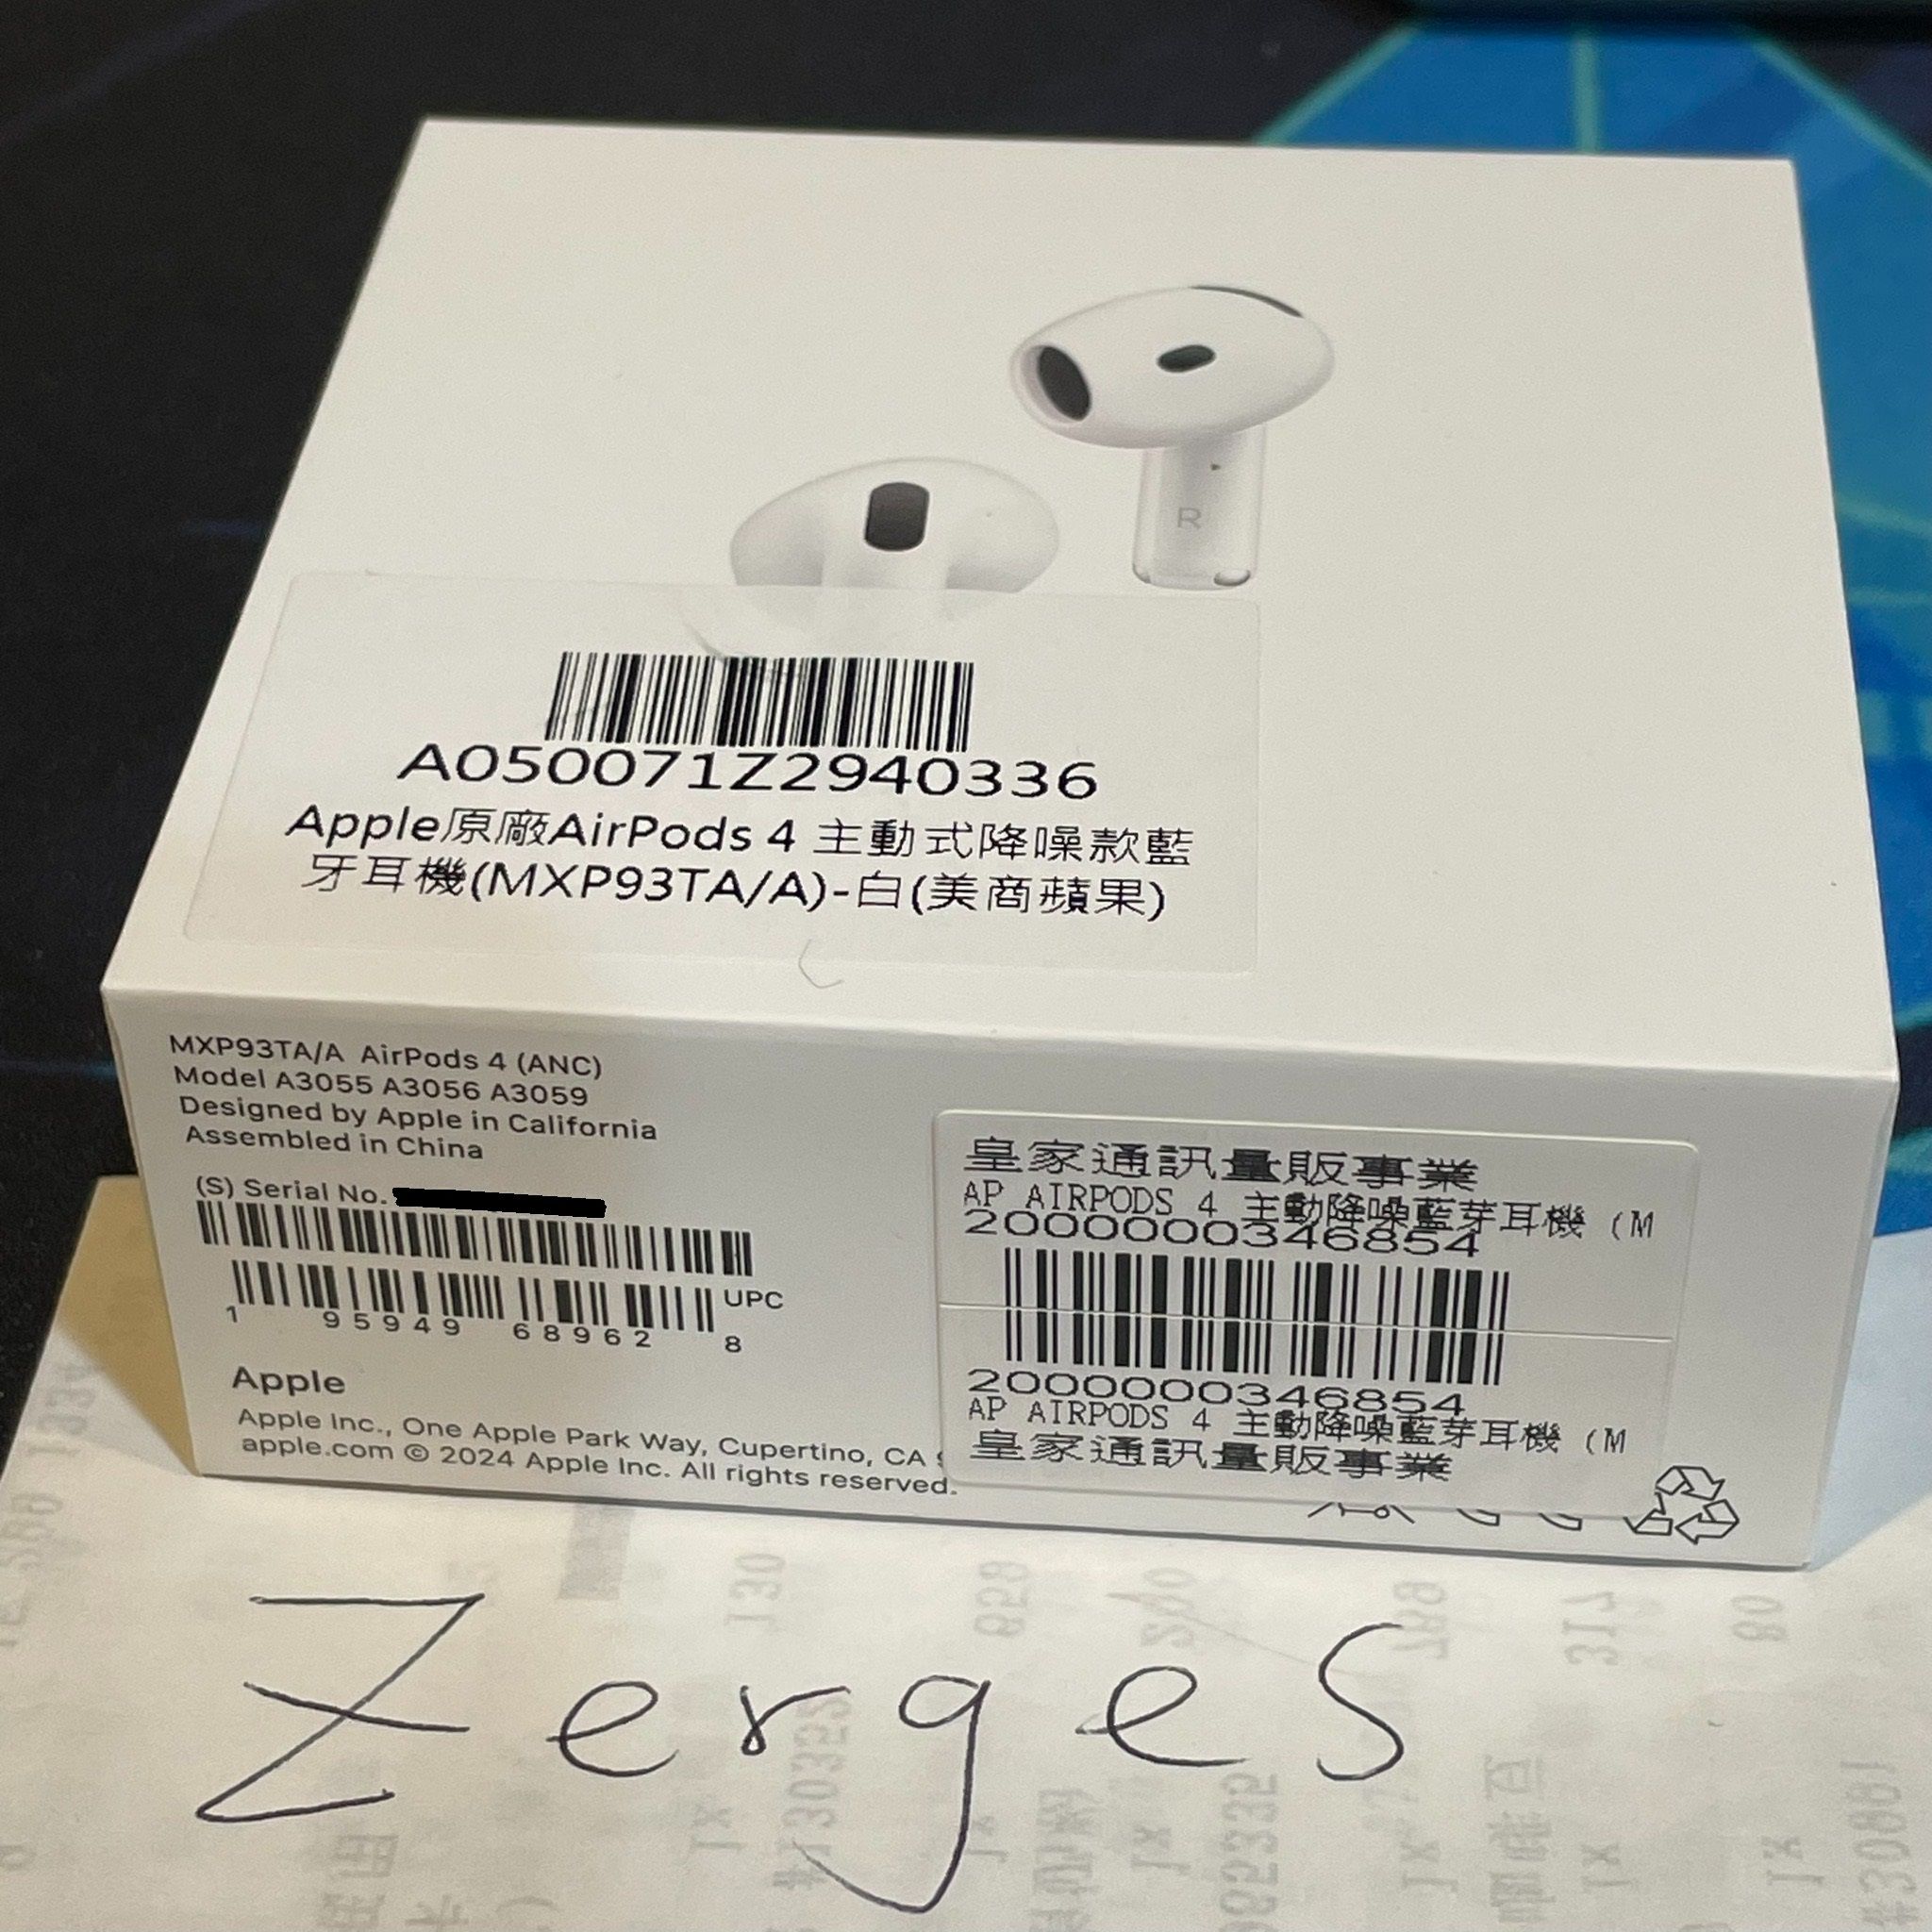 R
A050071Z2940336
Apple原廠AirPods 4 主動式降噪款藍
牙耳機(MXP93TA/A)-白(美商蘋果)
MXP93TA/A AirPods 4 (ANC)
Model A3055 A3056 A3059
Designed by Apple in California
Assembled in China
(S) Serial No.
UPC
1 95949 68962 8
Apple
Apple Inc., One Apple Park Way, Cupertino, CA
apple.com © 2024 Apple Inc. All rights reserved.
皇家通訊量販事業
AP AIRPODS 4 主動降噪藍芽耳機 (M
2000000346854
2000000346854
AP AIRPODS 4 主動降噪藍芽耳機 (M
皇家通訊量販事業
Zerges